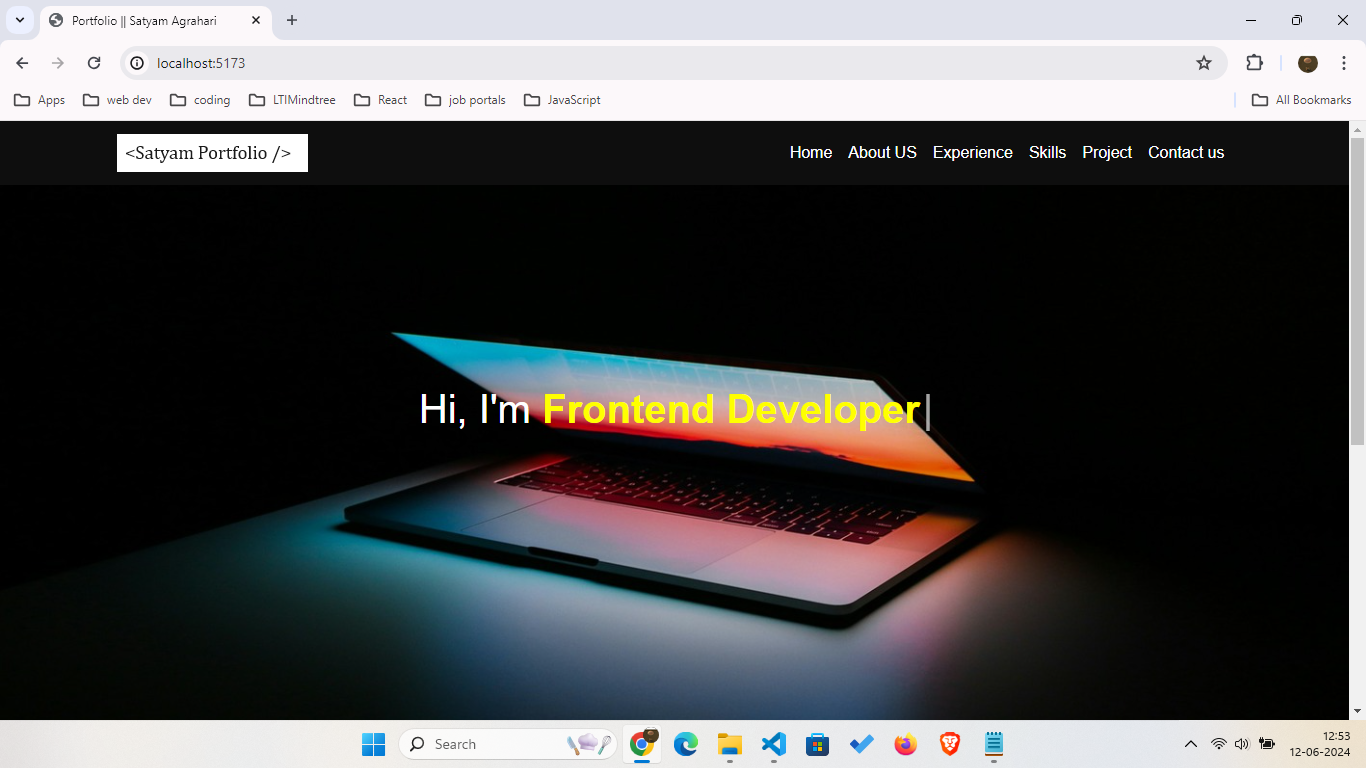 Portfolio || Satyam Agrahari
localhost:5173
Apps web dev coding LTIMindtree React job portals JavaScript All Bookmarks
<Satyam Portfolio />
Home About US Experience Skills Project Contact us
Hi, I'm Frontend Developer|
Search
12:53
12-06-2024